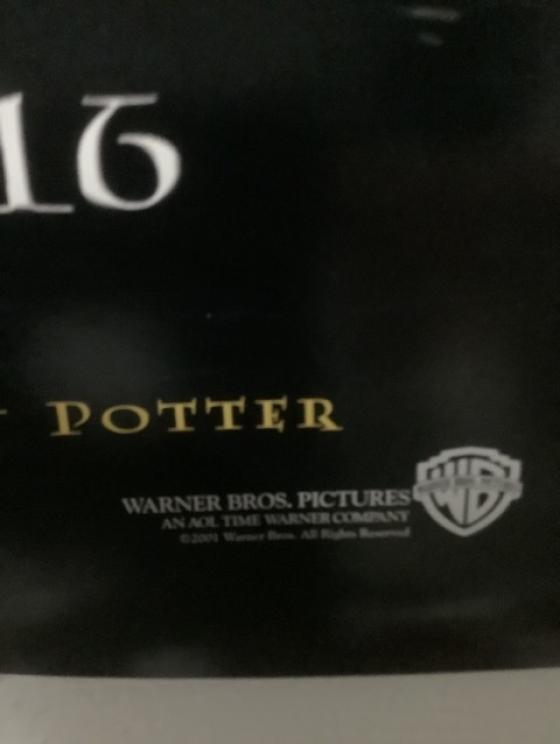 16
POTTER
WARNER BROS. PICTURES
AN AOL TIME WARNER COMPANY
©2001 Warner Bros. All Rights Reserved
WB